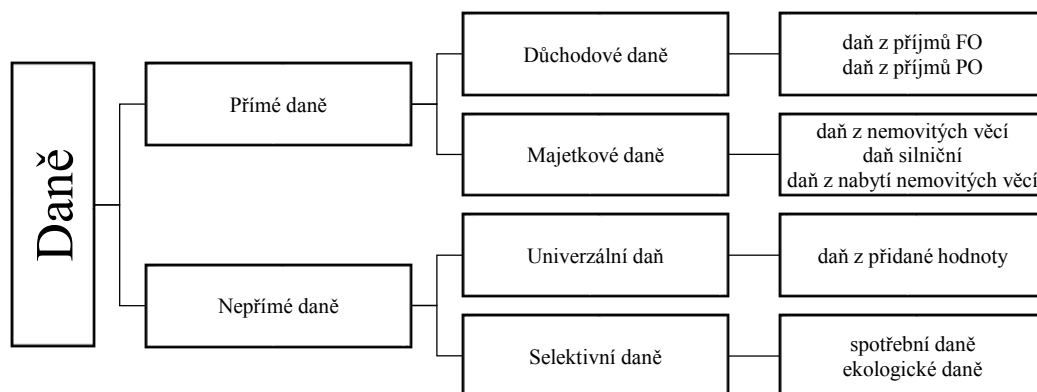 Daně
Přímé daně
Důchodové daně
daň z příjmů FO
daň z příjmů PO
Majetkové daně
daň z nemovitých věcí
daň silniční
daň z nabytí nemovitých věcí
Nepřímé daně
Univerzální daň
daň z přidané hodnoty
Selektivní daně
spotřební daně
ekologické daně